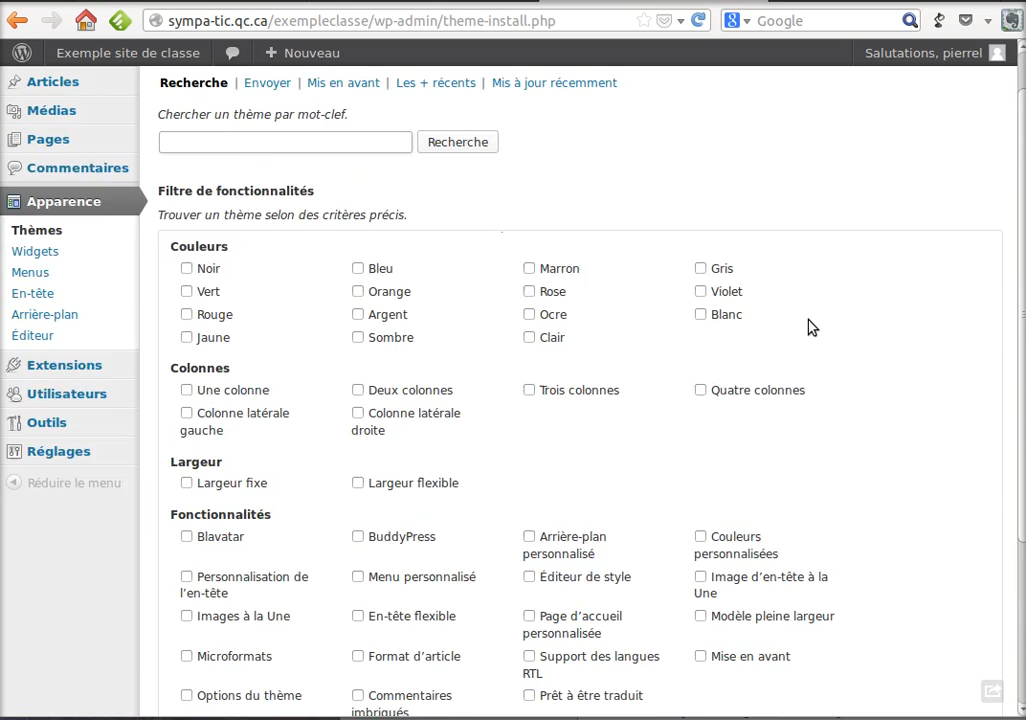 sympa-tic.qc.ca/exempleclasse/wp-admin/theme-install.php
Google
Exemple site de classe
Nouveau
Salutations, pierrel
Articles
Médias
Pages
Commentaires
Apparence
Thèmes
Widgets
Menus
En-tête
Arrière-plan
Éditeur
Extensions
Utilisateurs
Outils
Réglages
Réduire le menu
Recherche | Envoyer | Mis en avant | Les + récents | Mis à jour récemment
Chercher un thème par mot-clef.
Recherche
Filtre de fonctionnalités
Trouver un thème selon des critères précis.
Couleurs
Noir Bleu Marron Gris
Vert Orange Rose Violet
Rouge Argent Ocre Blanc
Jaune Sombre Clair
Colonnes
Une colonne Deux colonnes Trois colonnes Quatre colonnes
Colonne latérale gauche
Colonne latérale droite
Largeur
Largeur fixe Largeur flexible
Fonctionnalités
Blavatar BuddyPress Arrière-plan personnalisé
Couleurs personnalisées
Personnalisation de l'en-tête
Menu personnalisé Éditeur de style Image d'en-tête à la Une
Images à la Une En-tête flexible Page d'accueil personnalisée
Modèle pleine largeur
Microformats Format d'article Support des langues RTL
Mise en avant
Options du thème Commentaires imbriqués
Prêt à être traduit